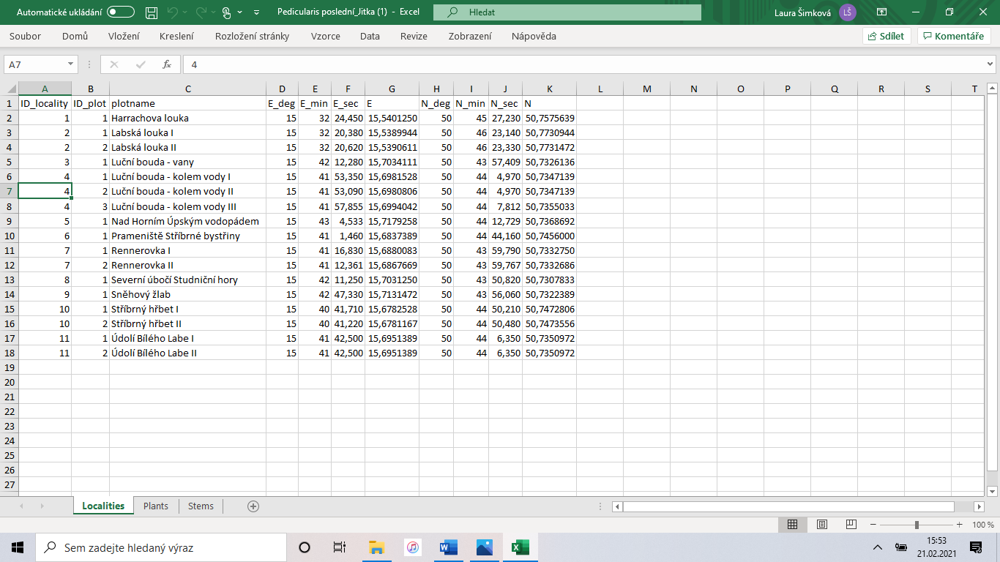 Automatické ukládání Pedicularis poslední_Jitka (1) - Excel Hledat Laura Šimková LŠ
Soubor Domů Vložení Kreslení Rozložení stránky Vzorce Data Revize Zobrazení Nápověda Sdílet Komentáře
A7 fx 4
A B C D E F G H I J K L M N O P Q R S T
1 ID_locality ID_plot plotname E_deg E_min E_sec E N_deg N_min N_sec N
2 1 1 Harrachova louka 15 32 24,450 15,5401250 50 45 27,230 50,7575639
3 2 1 Labská louka I 15 32 20,380 15,5389944 50 46 23,140 50,7730944
4 2 2 Labská louka II 15 32 20,620 15,5390611 50 46 23,330 50,7731472
5 3 1 Luční bouda - vany 15 42 12,280 15,7034111 50 43 57,409 50,7326136
6 4 1 Luční bouda - kolem vody I 15 41 53,350 15,6981528 50 44 4,970 50,7347139
7 4 2 Luční bouda - kolem vody II 15 41 53,090 15,6980806 50 44 4,970 50,7347139
8 4 3 Luční bouda - kolem vody III 15 41 57,855 15,6994042 50 44 7,812 50,7355033
9 5 1 Nad Horním Úpským vodopádem 15 43 4,533 15,7179258 50 44 12,729 50,7368692
10 6 1 Prameniště Stříbrné bystřiny 15 41 1,460 15,6837389 50 44 44,160 50,7456000
11 7 1 Rennerovka I 15 41 16,830 15,6880083 50 43 59,790 50,7332750
12 7 2 Rennerovka II 15 41 12,361 15,6867669 50 43 59,767 50,7332686
13 8 1 Severní úbočí Studniční hory 15 42 11,250 15,7031250 50 43 50,820 50,7307833
14 9 1 Sněhový žlab 15 42 47,330 15,7131472 50 43 56,060 50,7322389
15 10 1 Stříbrný hřbet I 15 40 41,710 15,6782528 50 44 50,210 50,7472806
16 10 2 Stříbrný hřbet II 15 40 41,220 15,6781167 50 44 50,480 50,7473556
17 11 1 Údolí Bílého Labe I 15 41 42,500 15,6951389 50 44 6,350 50,7350972
18 11 2 Údolí Bílého Labe II 15 41 42,500 15,6951389 50 44 6,350 50,7350972
19
20
21
22
23
24
25
26
27
Localities Plants Stems
100 %
Sem zadejte hledaný výraz
15:53
21.02.2021